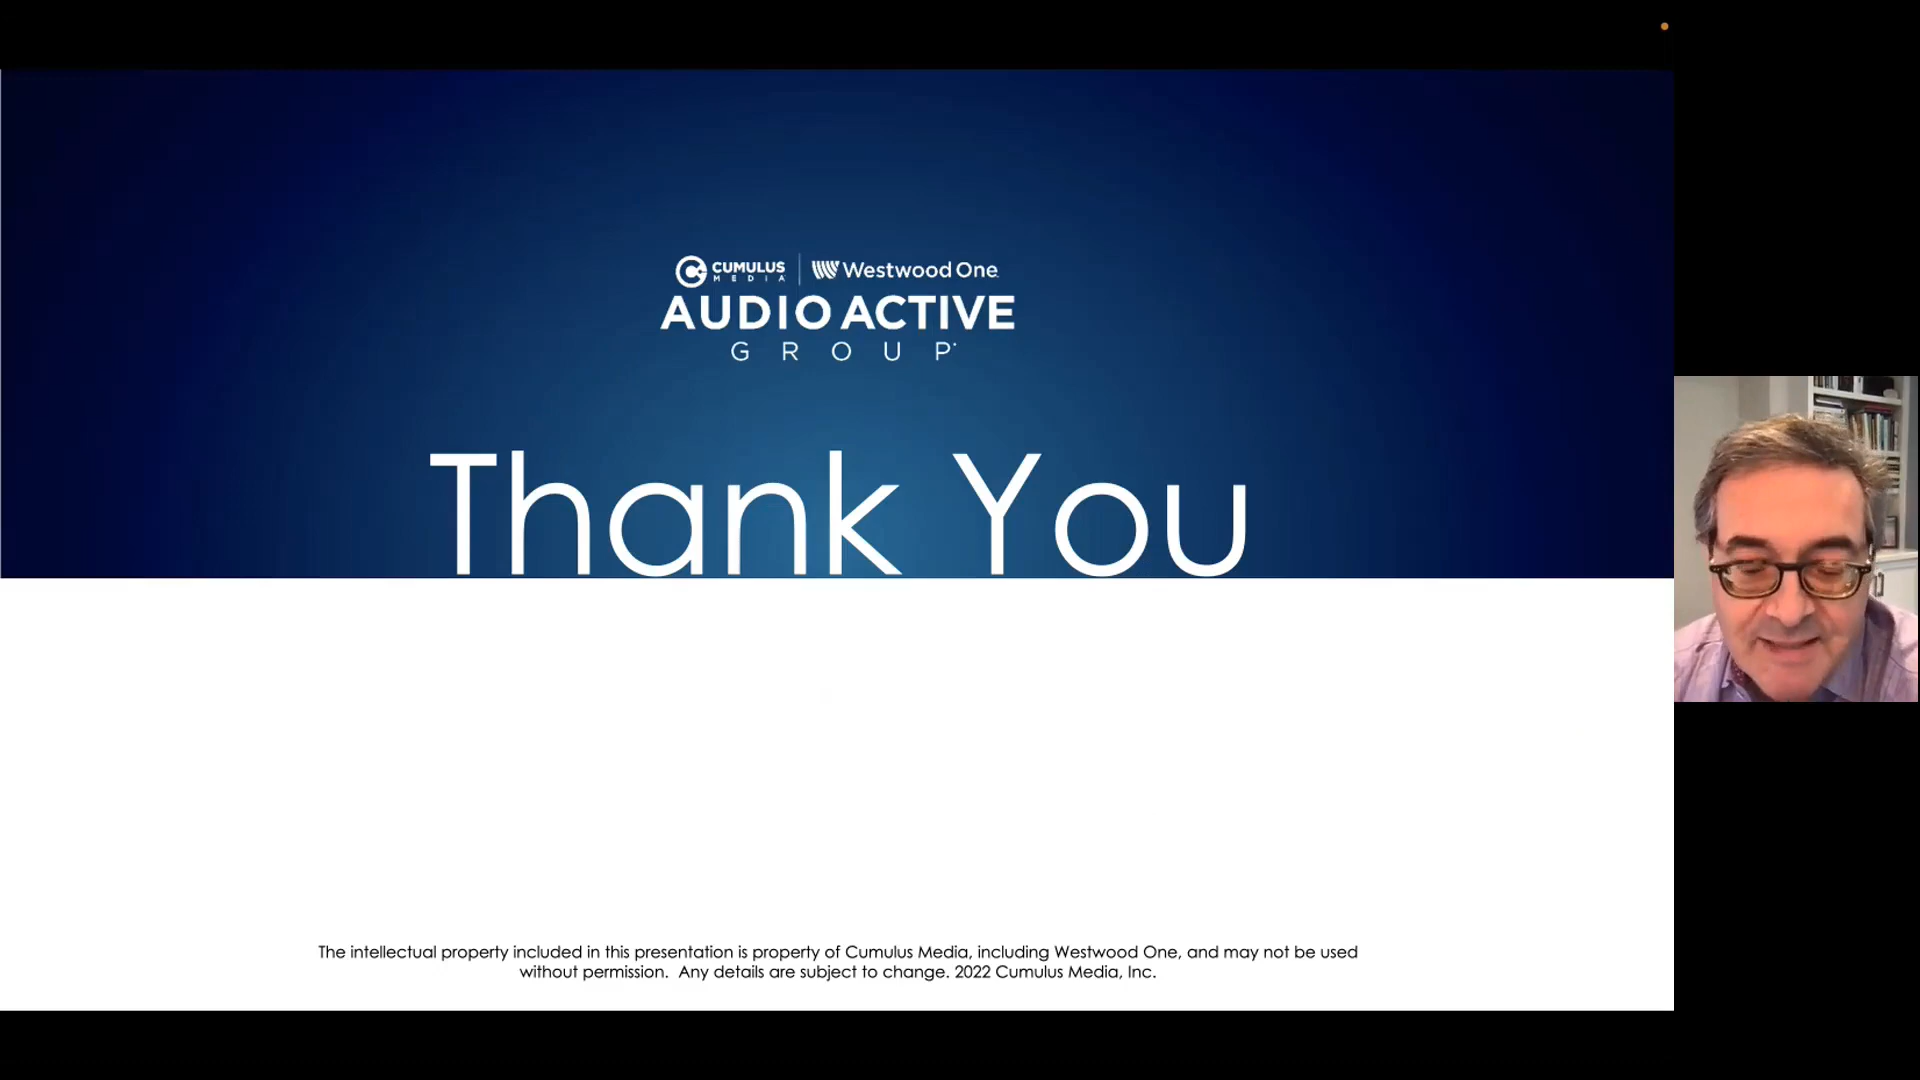 CUMULUS MEDIA | Westwood One
AUDIO ACTIVE
GROUP
Thank You
The intellectual property included in this presentation is property of Cumulus Media, including Westwood One, and may not be used
without permission.  Any details are subject to change. 2022 Cumulus Media, Inc.